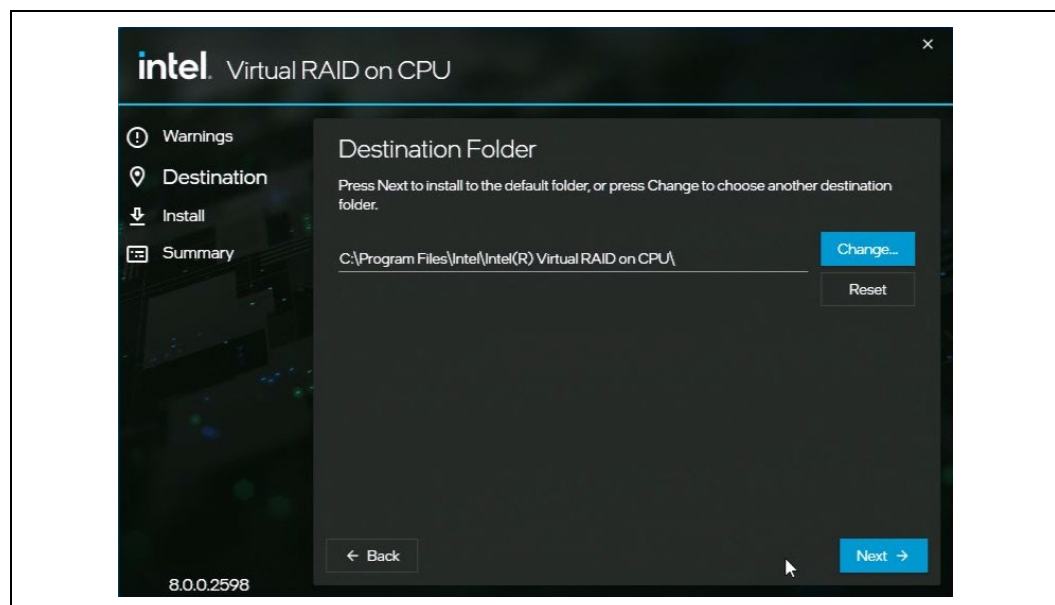 intel. Virtual RAID on CPU
×
Warnings
Destination
Install
Summary
Destination Folder
Press Next to install to the default folder, or press Change to choose another destination
folder.
C:\Program Files\Intel\Intel(R) Virtual RAID on CPU\
Change...
Reset
← Back
Next →
8.0.0.2598